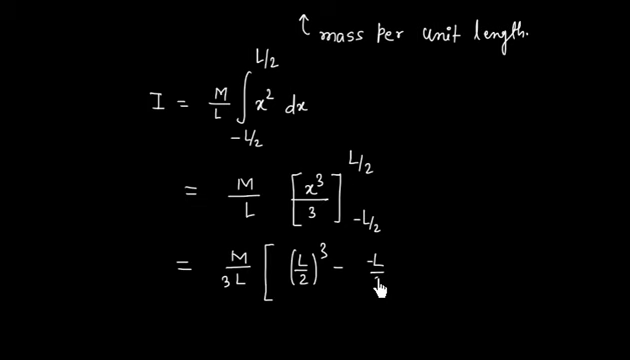 ↑ mass per unit length.
I = M/L ∫_{-L/2}^{L/2} x² dx
= M/L [x³/3]_{-L/2}^{L/2}
= M/3L [ (L/2)³ - -L/